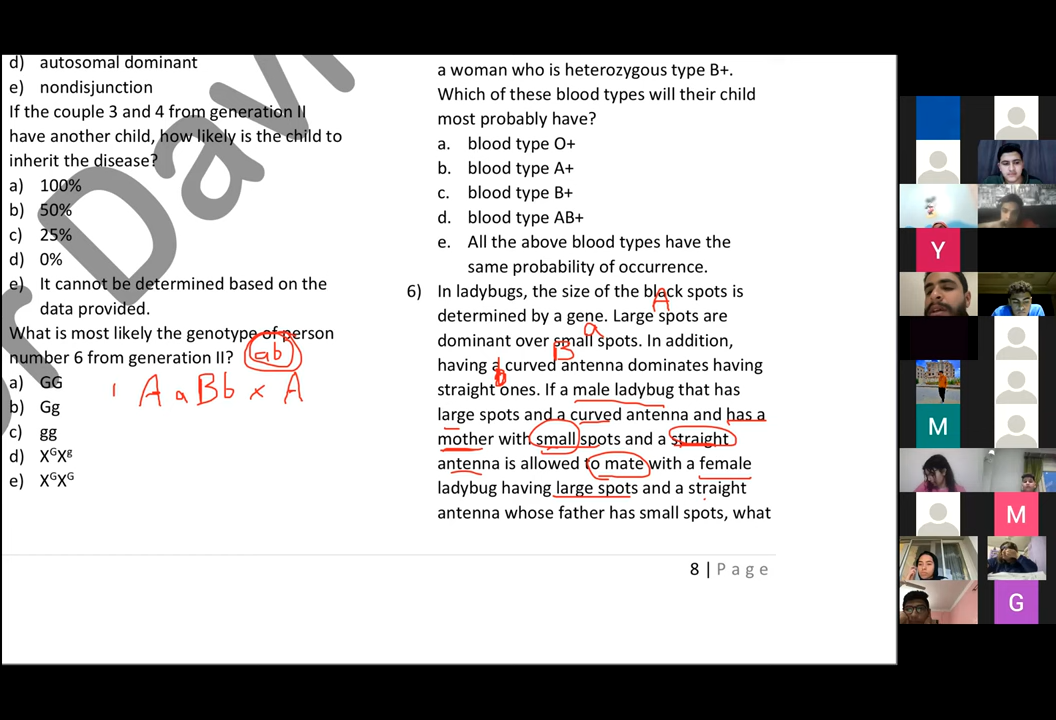 d) autosomal dominant
e) nondisjunction
If the couple 3 and 4 from generation II
have another child, how likely is the child to
inherit the disease?
a) 100%
b) 50%
c) 25%
d) 0%
e) It cannot be determined based on the
data provided.
What is most likely the genotype of person
number 6 from generation II?
ab
a) GG
A a B b × A
b) Gg
c) gg
d) XᴳXᵍ
e) XᴳXᴳ
a woman who is heterozygous type B+.
Which of these blood types will their child
most probably have?
a. blood type O+
b. blood type A+
c. blood type B+
d. blood type AB+
e. All the above blood types have the
same probability of occurrence.
6) In ladybugs, the size of the black spots is
A
determined by a gene. Large spots are
a
dominant over small spots. In addition,
B
having a curved antenna dominates having
b
straight ones. If a male ladybug that has
large spots and a curved antenna and has a
mother with small spots and a straight
antenna is allowed to mate with a female
ladybug having large spots and a straight
antenna whose father has small spots, what
8 | Page
Dr Davi
Y
M
M
G